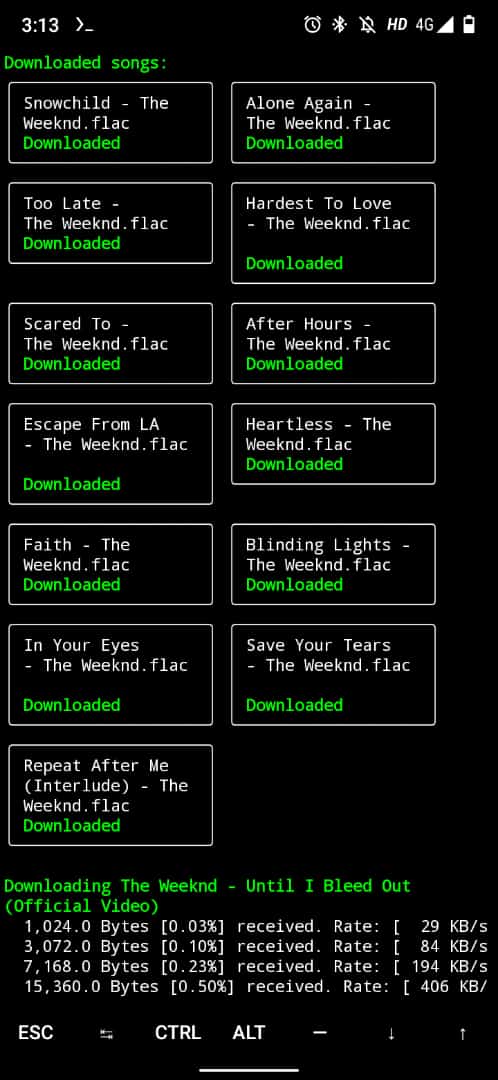 3:13 >_ HD 4G
Downloaded songs:
Snowchild - The
Weeknd.flac
Downloaded
Alone Again -
The Weeknd.flac
Downloaded
Too Late -
The Weeknd.flac
Downloaded
Hardest To Love
- The Weeknd.flac
Downloaded
Scared To -
The Weeknd.flac
Downloaded
After Hours -
The Weeknd.flac
Downloaded
Escape From LA
- The Weeknd.flac
Downloaded
Heartless - The
Weeknd.flac
Downloaded
Faith - The
Weeknd.flac
Downloaded
Blinding Lights -
The Weeknd.flac
Downloaded
In Your Eyes
- The Weeknd.flac
Downloaded
Save Your Tears
- The Weeknd.flac
Downloaded
Repeat After Me
(Interlude) - The
Weeknd.flac
Downloaded
Downloading The Weeknd - Until I Bleed Out
(Official Video)
1,024.0 Bytes [0.03%] received. Rate: [  29 KB/s
3,072.0 Bytes [0.10%] received. Rate: [  84 KB/s
7,168.0 Bytes [0.23%] received. Rate: [ 194 KB/s
15,360.0 Bytes [0.50%] received. Rate: [ 406 KB/
ESC ⇆ CTRL ALT — ↓ ↑